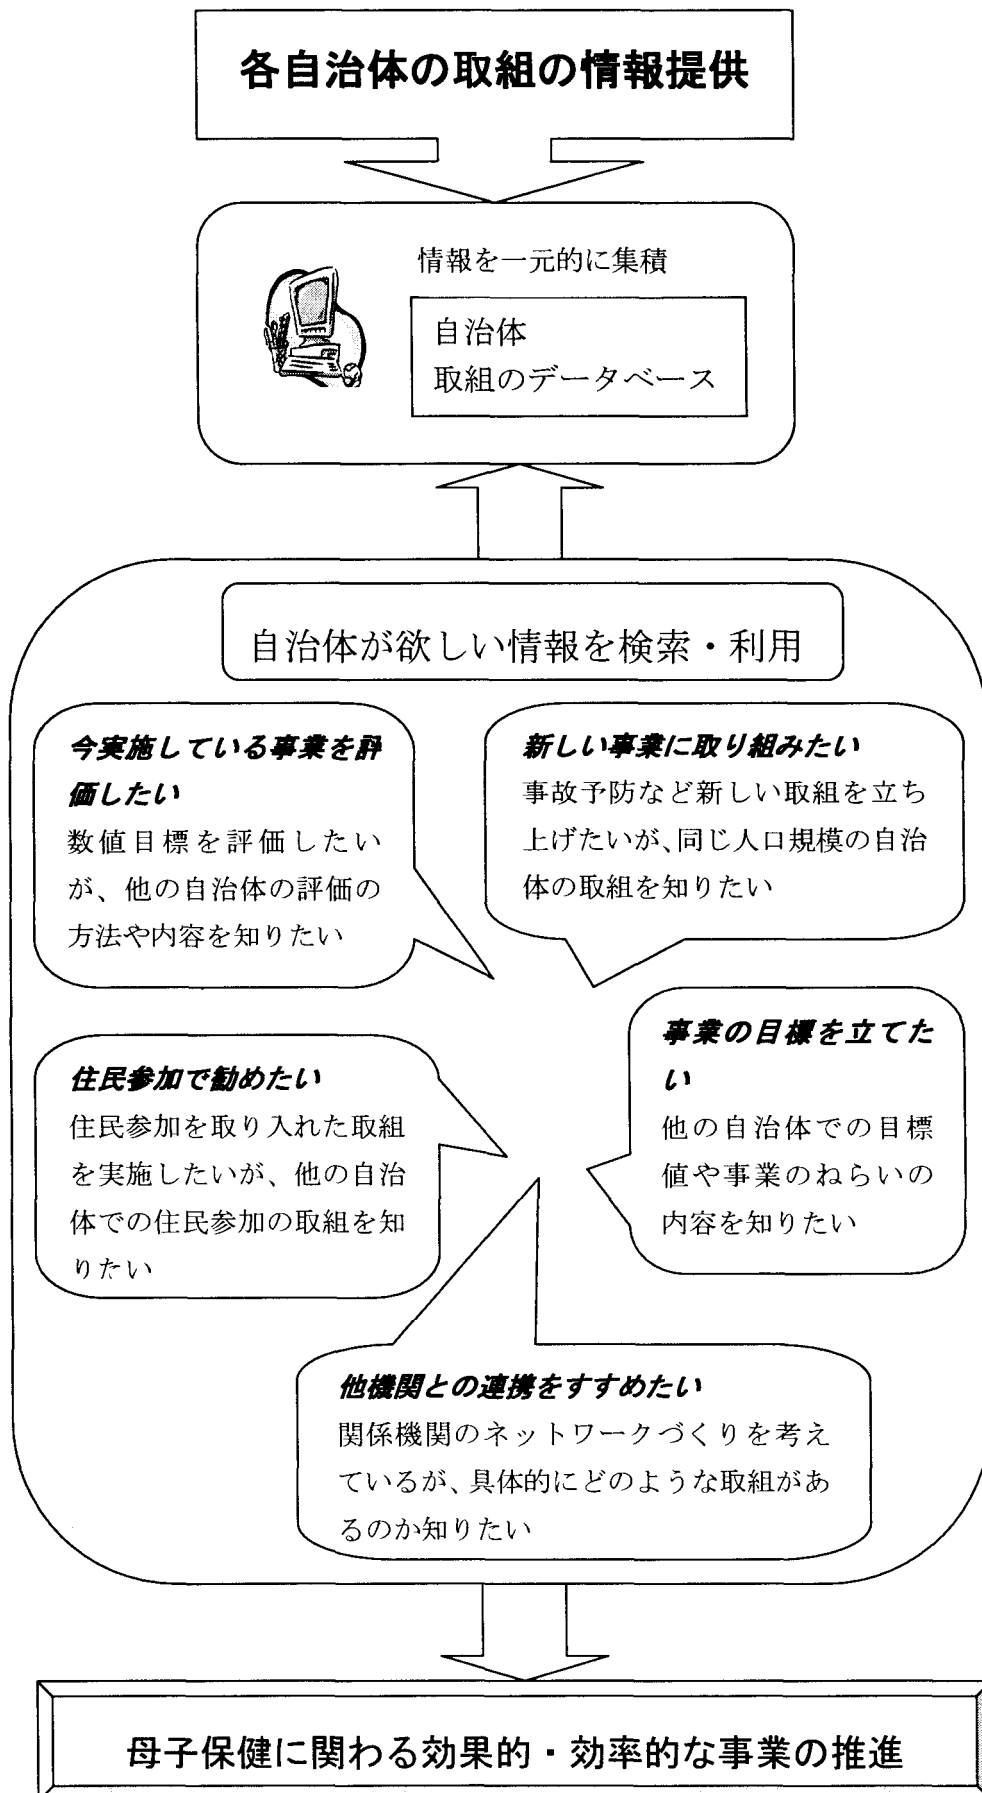 各自治体の取組の情報提供
情報を一元的に集積
自治体
取組のデータベース
自治体が欲しい情報を検索・利用
今実施している事業を評
価したい
数値目標を評価したい
が、他の自治体の評価の
方法や内容を知りたい
新しい事業に取り組みたい
事故予防など新しい取組を立ち
上げたいが、同じ人口規模の自治
体の取組を知りたい
住民参加で勧めたい
住民参加を取り入れた取組
を実施したいが、他の自治
体での住民参加の取組を知
りたい
事業の目標を立てた
い
他の自治体での目標
値や事業のねらいの
内容を知りたい
他機関との連携をすすめたい
関係機関のネットワークづくりを考え
ているが、具体的にどのような取組があ
るのか知りたい
母子保健に関わる効果的・効率的な事業の推進